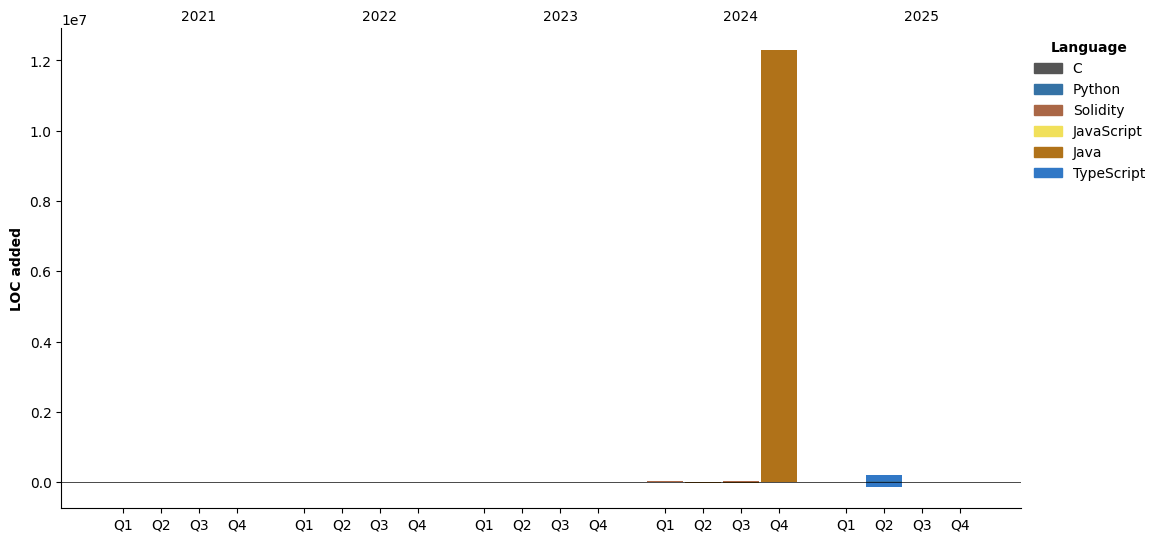 1e7
2021 2022 2023 2024 2025
LOC added
1.2
1.0
0.8
0.6
0.4
0.2
0.0
Q1 Q2 Q3 Q4 Q1 Q2 Q3 Q4 Q1 Q2 Q3 Q4 Q1 Q2 Q3 Q4 Q1 Q2 Q3 Q4
Language
C
Python
Solidity
JavaScript
Java
TypeScript